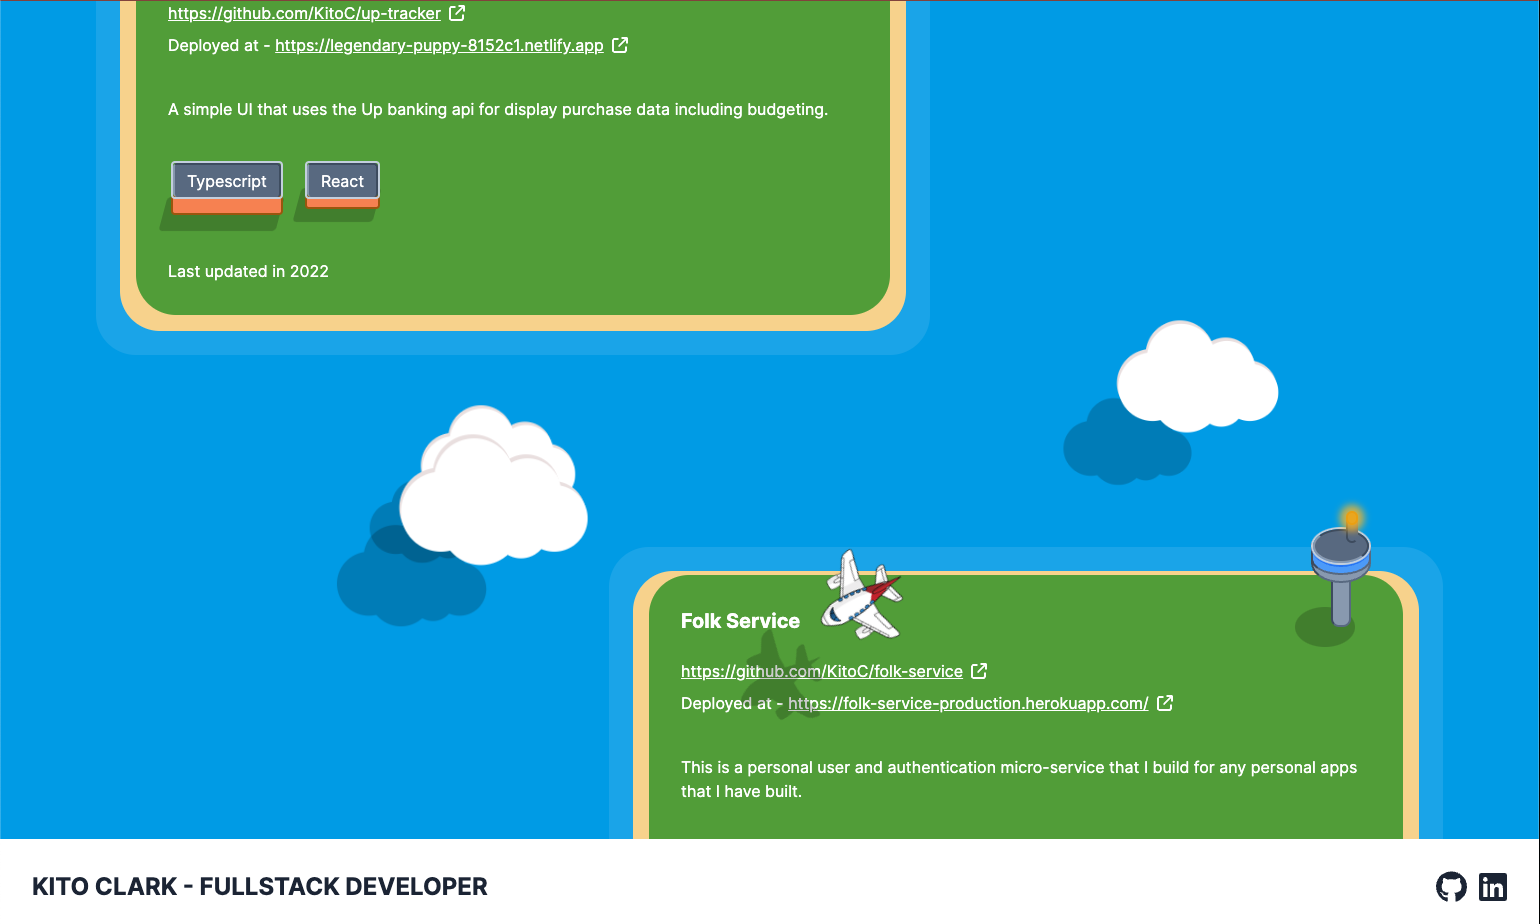 https://github.com/KitoC/up-tracker
Deployed at - https://legendary-puppy-8152c1.netlify.app
A simple UI that uses the Up banking api for display purchase data including budgeting.
Typescript React
Last updated in 2022
Folk Service
https://github.com/KitoC/folk-service
Deployed at - https://folk-service-production.herokuapp.com/
This is a personal user and authentication micro-service that I build for any personal apps
that I have built.
KITO CLARK - FULLSTACK DEVELOPER
in